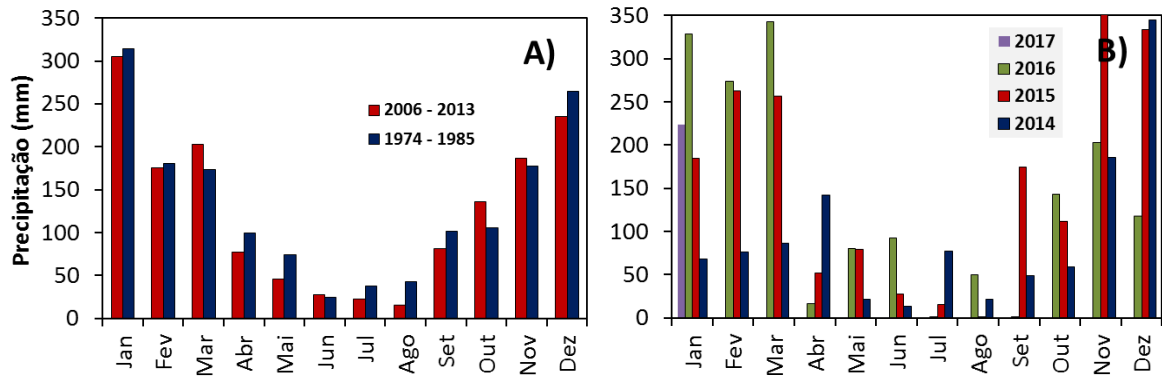 A)
Precipitação (mm)
350
300
250
200
150
100
50
0
2006 - 2013
1974 - 1985
Jan
Fev
Mar
Abr
Mai
Jun
Jul
Ago
Set
Out
Nov
Dez
B)
350
300
250
200
150
100
50
0
2017
2016
2015
2014
Jan
Fev
Mar
Abr
Mai
Jun
Jul
Ago
Set
Out
Nov
Dez